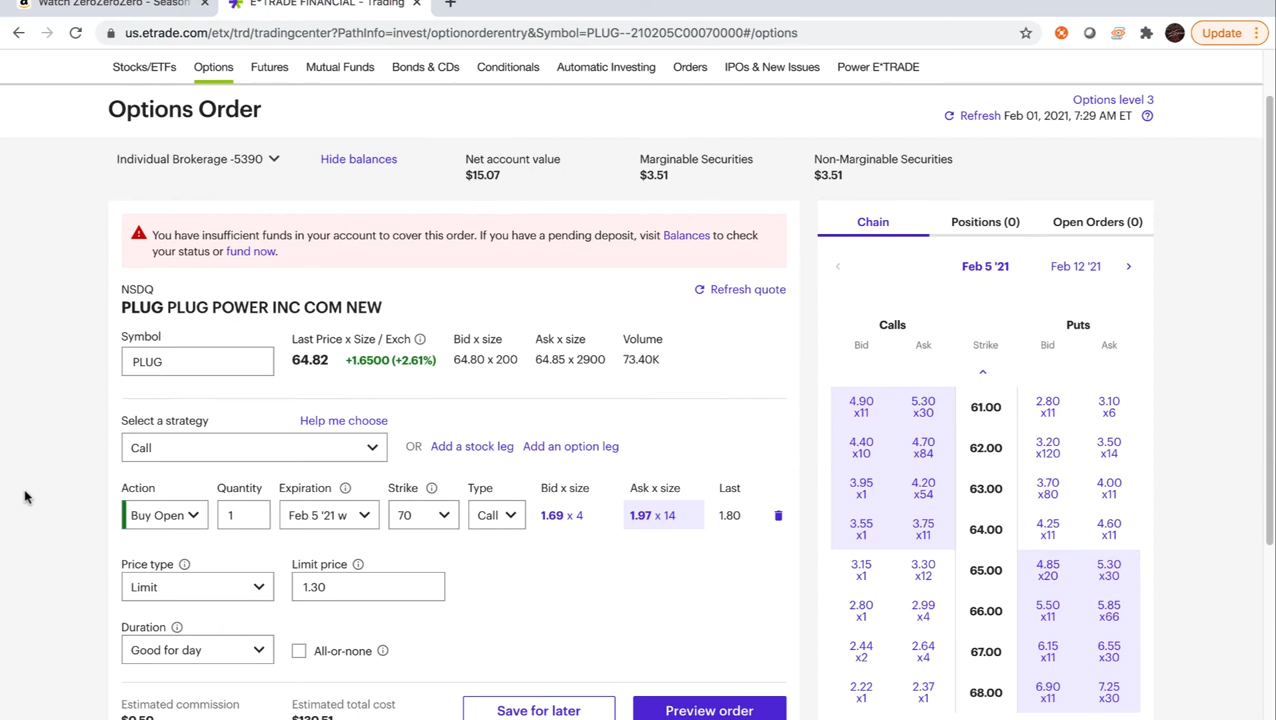 Watch ZeroZeroZero - Season
E*TRADE FINANCIAL - Trading
us.etrade.com/etx/trd/tradingcenter?PathInfo=invest/optionorderentry&Symbol=PLUG--210205C00070000#/options
Update
Stocks/ETFs Options Futures Mutual Funds Bonds & CDs Conditionals Automatic Investing Orders IPOs & New Issues Power E*TRADE
Options Order
Options level 3
Refresh Feb 01, 2021, 7:29 AM ET
Individual Brokerage -5390
Hide balances
Net account value
$15.07
Marginable Securities
$3.51
Non-Marginable Securities
$3.51
You have insufficient funds in your account to cover this order. If you have a pending deposit, visit Balances to check
your status or fund now.
NSDQ
PLUG PLUG POWER INC COM NEW
Refresh quote
Symbol Last Price x Size / Exch Bid x size Ask x size Volume
PLUG 64.82 +1.6500 (+2.61%) 64.80 x 200 64.85 x 2900 73.40K
Select a strategy Help me choose
Call OR Add a stock leg Add an option leg
Action Quantity Expiration Strike Type Bid x size Ask x size Last
Buy Open 1 Feb 5 '21 w 70 Call 1.69 x 4 1.97 x 14 1.80
Price type Limit price
Limit 1.30
Duration
Good for day All-or-none
Estimated commission Estimated total cost
$0.50 $130.51
Save for later Preview order
Chain Positions (0) Open Orders (0)
Feb 5 '21 Feb 12 '21
Calls Puts
Bid Ask Strike Bid Ask
4.90 5.30 61.00 2.80 3.10
x11 x30 x11 x6
4.40 4.70 62.00 3.20 3.50
x10 x84 x120 x14
3.95 4.20 63.00 3.70 4.00
x1 x54 x80 x11
3.55 3.75 64.00 4.25 4.60
x1 x11 x11 x11
3.15 3.30 65.00 4.85 5.30
x1 x12 x20 x30
2.80 2.99 66.00 5.50 5.85
x1 x4 x11 x66
2.44 2.64 67.00 6.15 6.55
x2 x4 x11 x30
2.22 2.37 68.00 6.90 7.25
x1 x1 x11 x30